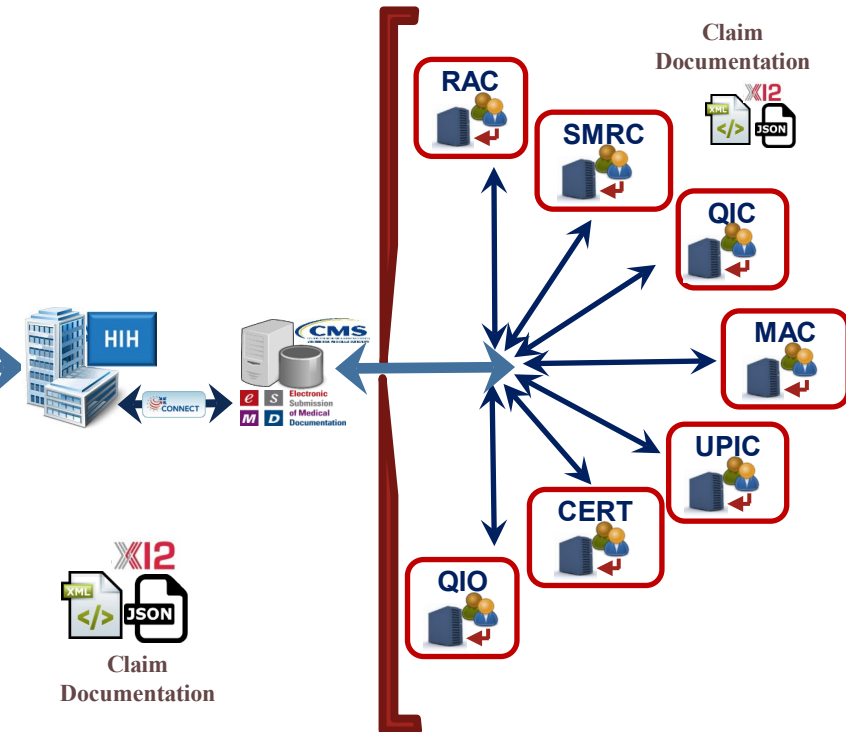 Claim
Documentation
X12
XML
</>
JSON
RAC
SMRC
QIC
HIH
CMS
MAC
CONNECT
e S Electronic
Submission
M D of Medical
Documentation
UPIC
CERT
QIO
X12
XML
</>
JSON
Claim
Documentation